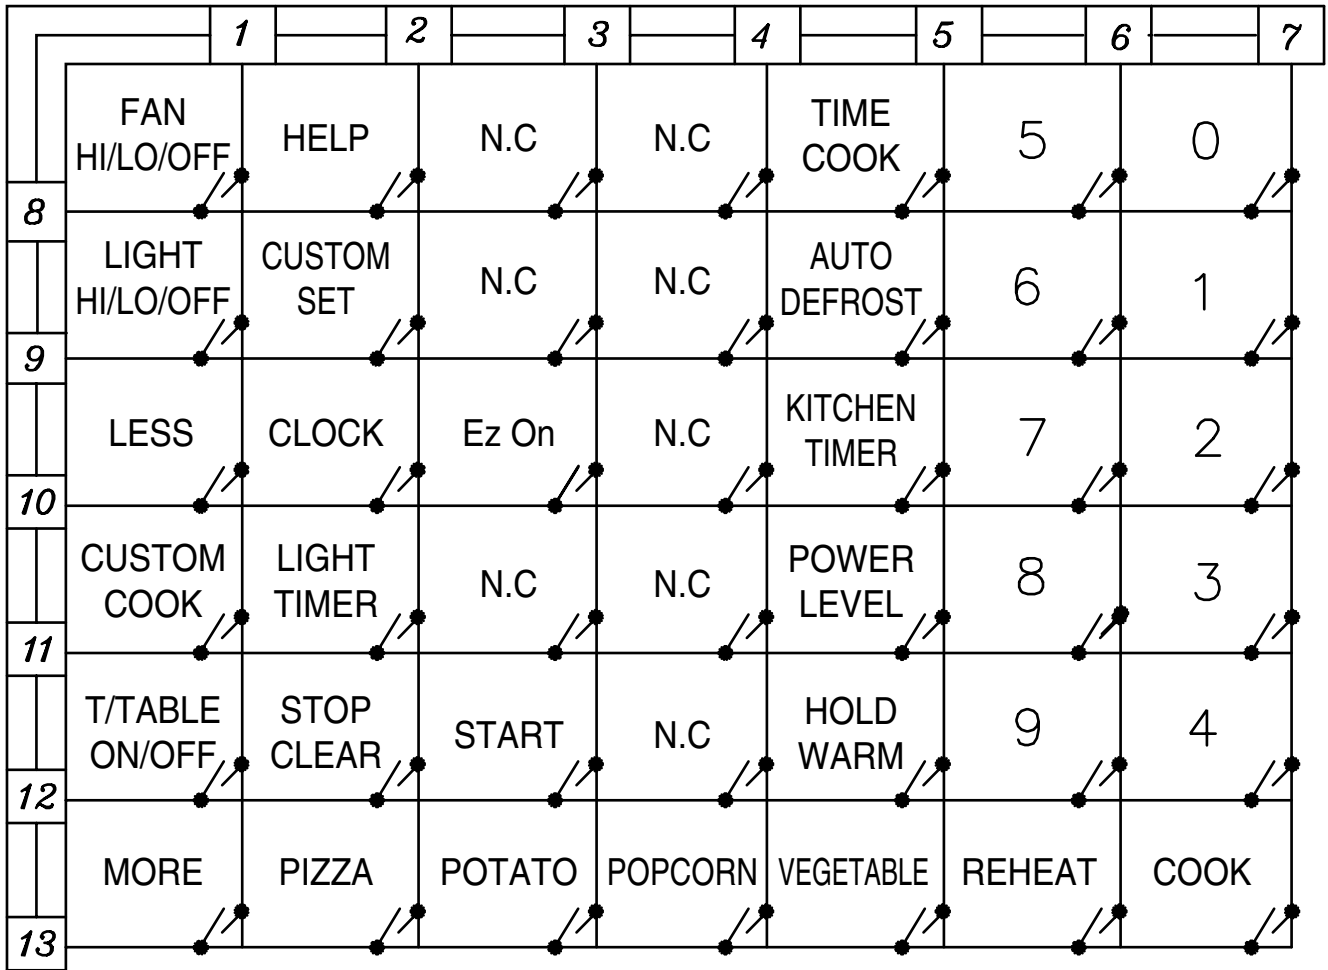 1 2 3 4 5 6 7
FAN
HI/LO/OFF
HELP
N.C
N.C
TIME
COOK
5
0
8
LIGHT
HI/LO/OFF
CUSTOM
SET
N.C
N.C
AUTO
DEFROST
6
1
9
LESS
CLOCK
Ez On
N.C
KITCHEN
TIMER
7
2
10
CUSTOM
COOK
LIGHT
TIMER
N.C
N.C
POWER
LEVEL
8
3
11
T/TABLE
ON/OFF
STOP
CLEAR
START
N.C
HOLD
WARM
9
4
12
MORE
PIZZA
POTATO
POPCORN
VEGETABLE
REHEAT
COOK
13